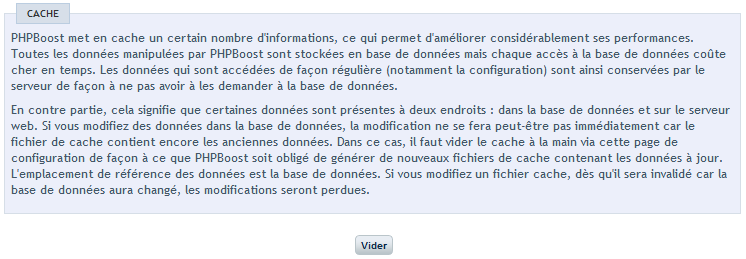 CACHE
PHPBoost met en cache un certain nombre d'informations, ce qui permet d'améliorer considérablement ses performances.
Toutes les données manipulées par PHPBoost sont stockées en base de données mais chaque accès à la base de données coûte
cher en temps. Les données qui sont accédées de façon régulière (notamment la configuration) sont ainsi conservées par le
serveur de façon à ne pas avoir à les demander à la base de données.
En contre partie, cela signifie que certaines données sont présentes à deux endroits : dans la base de données et sur le serveur
web. Si vous modifiez des données dans la base de données, la modification ne se fera peut-être pas immédiatement car le
fichier de cache contient encore les anciennes données. Dans ce cas, il faut vider le cache à la main via cette page de
configuration de façon à ce que PHPBoost soit obligé de générer de nouveaux fichiers de cache contenant les données à jour.
L'emplacement de référence des données est la base de données. Si vous modifiez un fichier cache, dès qu'il sera invalidé car la
base de données aura changé, les modifications seront perdues.
Vider